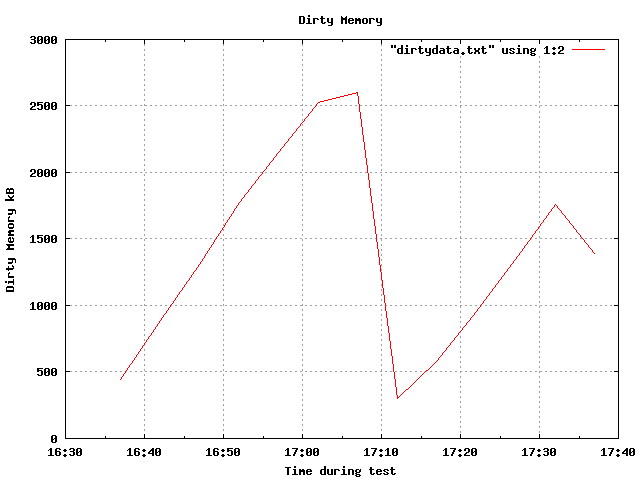 Dirty Memory
"dirtydata.txt" using 1:2
3000
2500
2000
1500
1000
500
0
Dirty Memory kB
16:30 16:40 16:50 17:00 17:10 17:20 17:30 17:40
Time during test